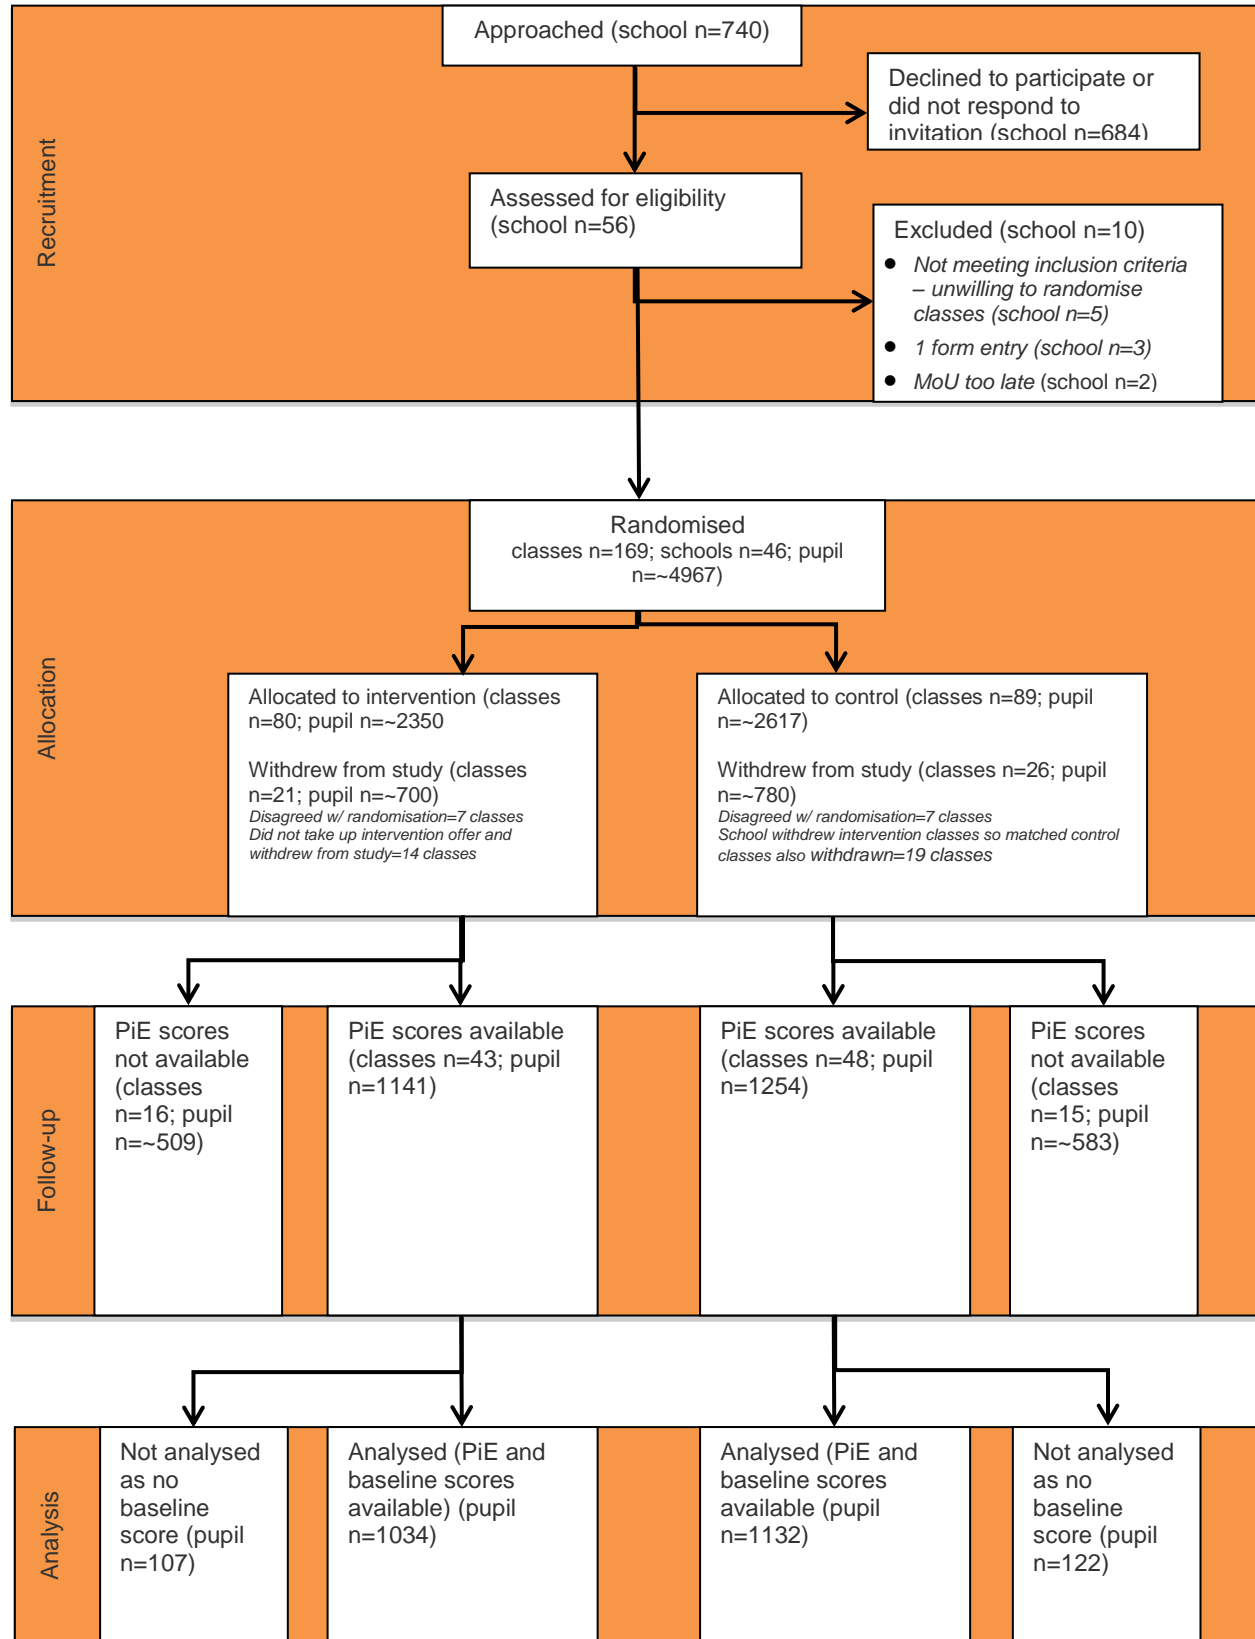 Approached (school n=740)
Declined to participate or
did not respond to
invitation (school n=684)
Recruitment
Assessed for eligibility
(school n=56)
Excluded (school n=10)
● Not meeting inclusion criteria
– unwilling to randomise
classes (school n=5)
● 1 form entry (school n=3)
● MoU too late (school n=2)
Randomised
classes n=169; schools n=46; pupil
n=~4967)
Allocation
Allocated to intervention (classes
n=80; pupil n=~2350
Withdrew from study (classes
n=21; pupil n=~700)
Disagreed w/ randomisation=7 classes
Did not take up intervention offer and
withdrew from study=14 classes
Allocated to control (classes n=89; pupil
n=~2617)
Withdrew from study (classes n=26; pupil
n=~780)
Disagreed w/ randomisation=7 classes
School withdrew intervention classes so matched control
classes also withdrawn=19 classes
Follow-up
PiE scores
not available
(classes
n=16; pupil
n=~509)
PiE scores available
(classes n=43; pupil
n=1141)
PiE scores available
(classes n=48; pupil
n=1254)
PiE scores
not available
(classes
n=15; pupil
n=~583)
Analysis
Not analysed
as no
baseline
score (pupil
n=107)
Analysed (PiE and
baseline scores
available) (pupil
n=1034)
Analysed (PiE and
baseline scores
available (pupil
n=1132)
Not analysed
as no
baseline
score (pupil
n=122)